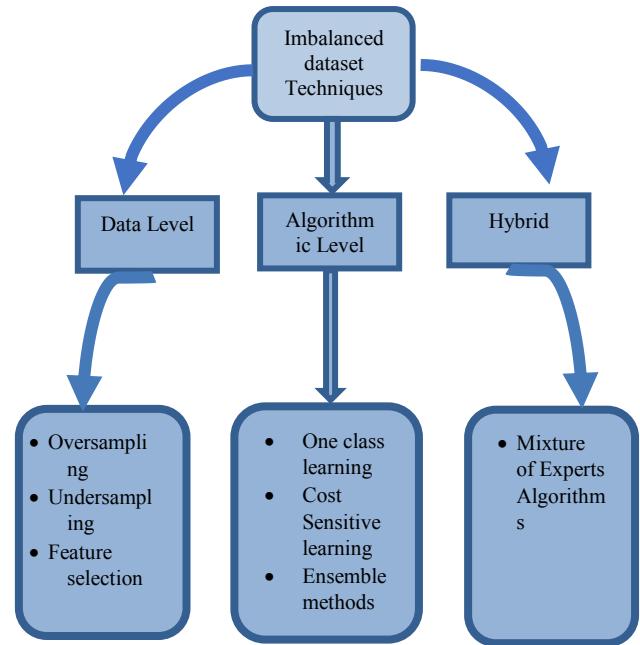 Imbalanced
dataset
Techniques
Data Level
Algorithm
ic Level
Hybrid
• Oversampli
ng
• Undersampl
ing
• Feature
selection
• One class
learning
• Cost
Sensitive
learning
• Ensemble
methods
• Mixture
of Experts
Algorithm
s